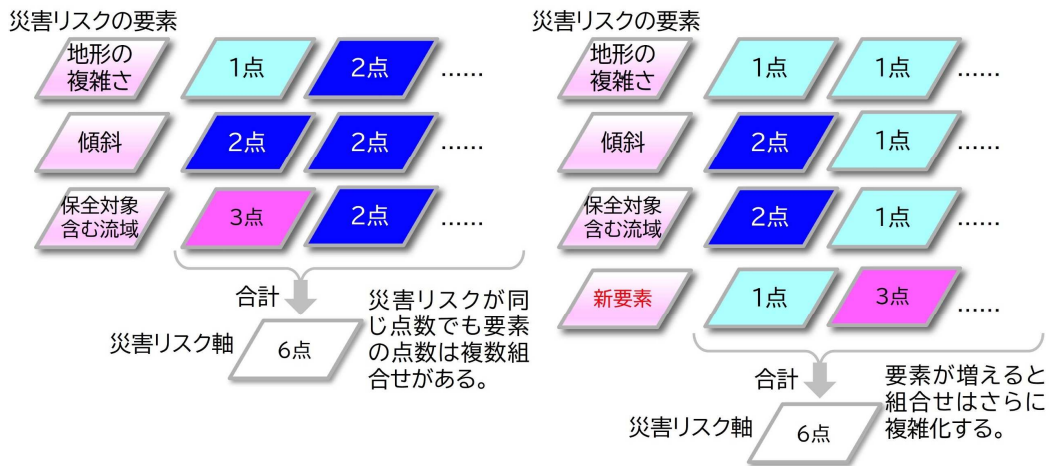 災害リスクの要素
地形の
複雑さ
1点
2点
……
傾斜
2点
2点
……
保全対象
含む流域
3点
2点
……
合計
災害リスクが同
じ点数でも要素
の点数は複数組
合せがある。
災害リスク軸
6点
災害リスクの要素
地形の
複雑さ
1点
1点
……
傾斜
2点
1点
……
保全対象
含む流域
2点
1点
……
新要素
1点
3点
……
合計
要素が増えると
組合せはさらに
複雑化する。
災害リスク軸
6点